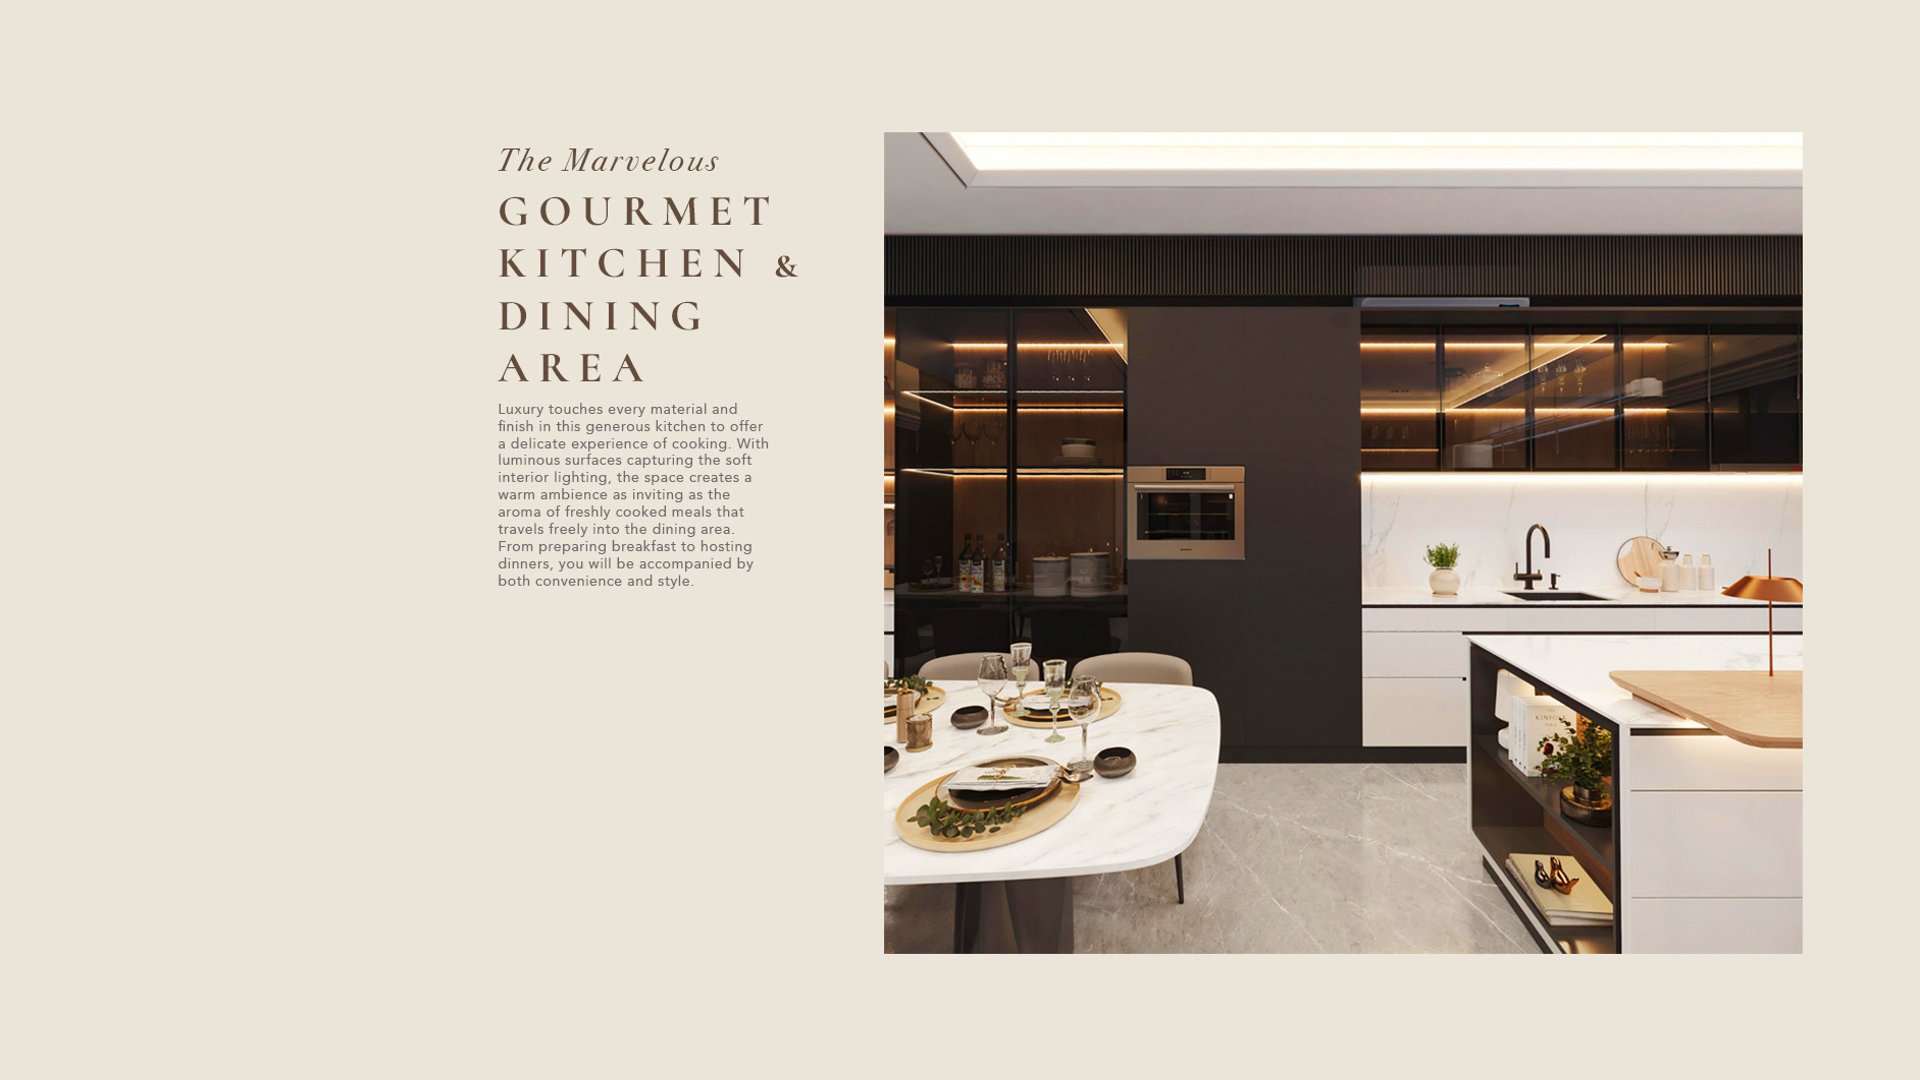 The Marvelous
GOURMET
KITCHEN &
DINING
AREA
Luxury touches every material and
finish in this generous kitchen to offer
a delicate experience of cooking. With
luminous surfaces capturing the soft
interior lighting, the space creates a
warm ambience as inviting as the
aroma of freshly cooked meals that
travels freely into the dining area.
From preparing breakfast to hosting
dinners, you will be accompanied by
both convenience and style.